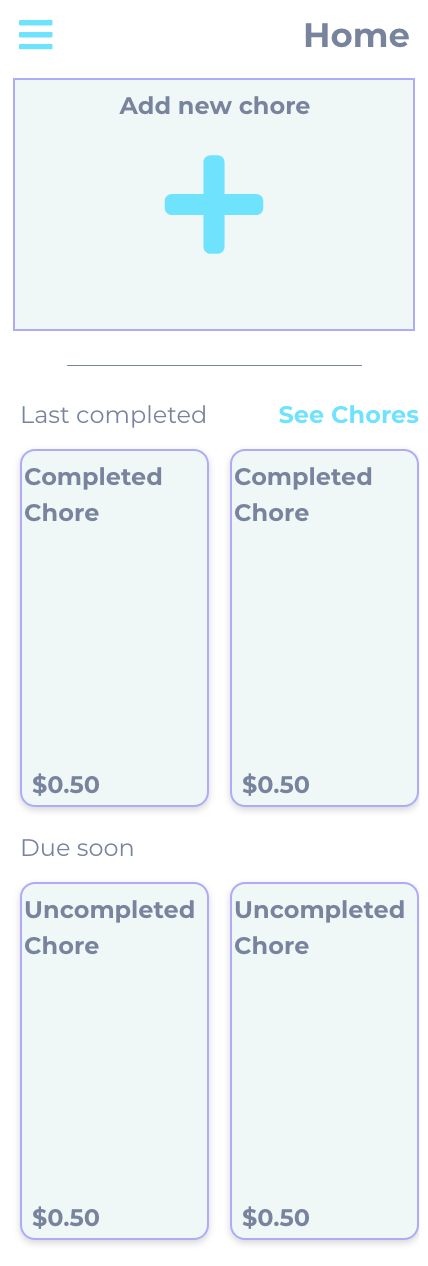 Home
Add new chore
Last completed
See Chores
Completed
Chore
$0.50
Completed
Chore
$0.50
Due soon
Uncompleted
Chore
$0.50
Uncompleted
Chore
$0.50